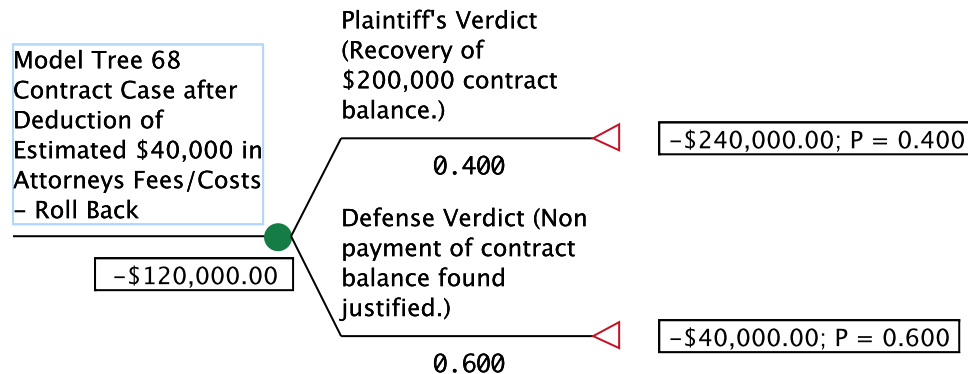 Model Tree 68
Contract Case after
Deduction of
Estimated $40,000 in
Attorneys Fees/Costs
– Roll Back
-$120,000.00
Plaintiff's Verdict
(Recovery of
$200,000 contract
balance.)
0.400
-$240,000.00; P = 0.400
Defense Verdict (Non
payment of contract
balance found
justified.)
0.600
-$40,000.00; P = 0.600